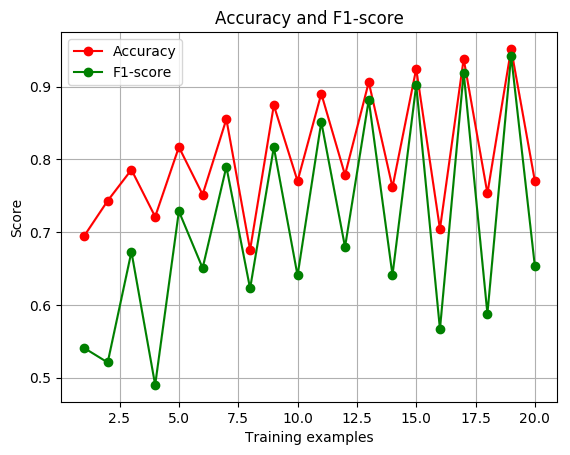 Accuracy and F1-score
Accuracy
F1-score
Score
0.9
0.8
0.7
0.6
0.5
2.5 5.0 7.5 10.0 12.5 15.0 17.5 20.0
Training examples